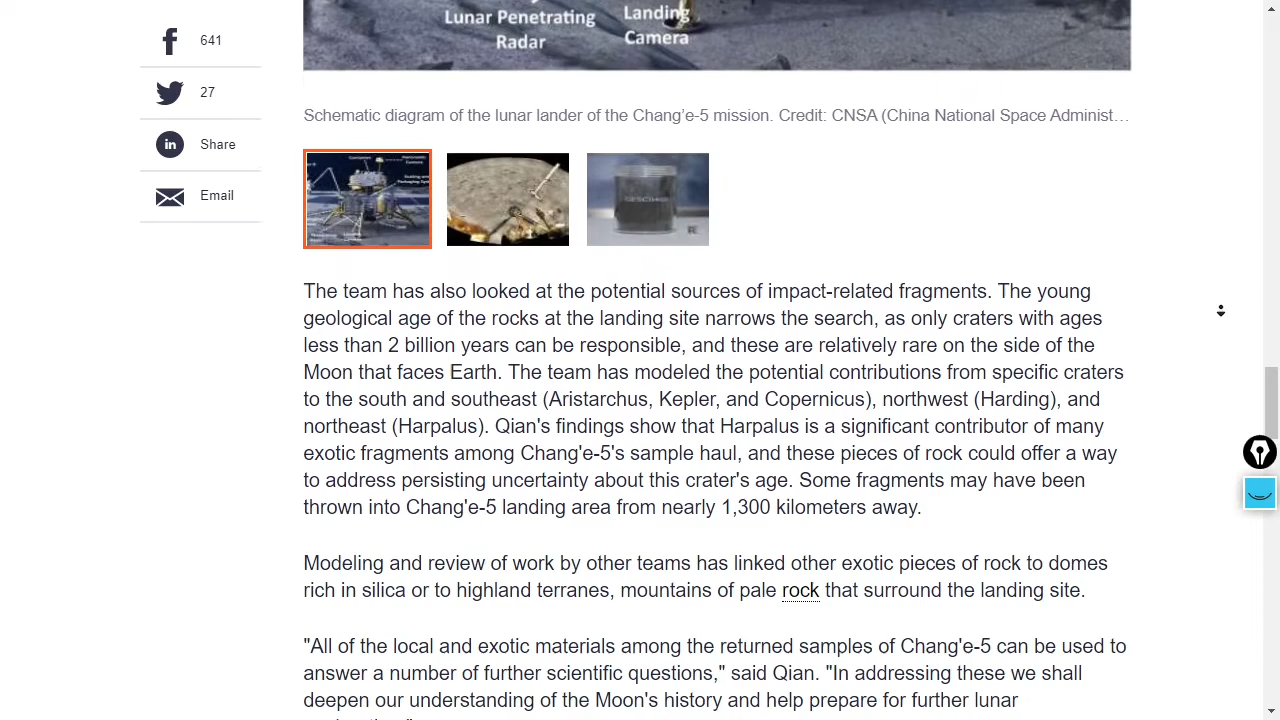 Lunar Penetrating
Radar
Landing
Camera
641
27
Share
Email
Schematic diagram of the lunar lander of the Chang’e-5 mission. Credit: CNSA (China National Space Administ…
The team has also looked at the potential sources of impact-related fragments. The young
geological age of the rocks at the landing site narrows the search, as only craters with ages
less than 2 billion years can be responsible, and these are relatively rare on the side of the
Moon that faces Earth. The team has modeled the potential contributions from specific craters
to the south and southeast (Aristarchus, Kepler, and Copernicus), northwest (Harding), and
northeast (Harpalus). Qian's findings show that Harpalus is a significant contributor of many
exotic fragments among Chang'e-5's sample haul, and these pieces of rock could offer a way
to address persisting uncertainty about this crater's age. Some fragments may have been
thrown into Chang'e-5 landing area from nearly 1,300 kilometers away.
Modeling and review of work by other teams has linked other exotic pieces of rock to domes
rich in silica or to highland terranes, mountains of pale rock that surround the landing site.
"All of the local and exotic materials among the returned samples of Chang'e-5 can be used to
answer a number of further scientific questions," said Qian. "In addressing these we shall
deepen our understanding of the Moon's history and help prepare for further lunar